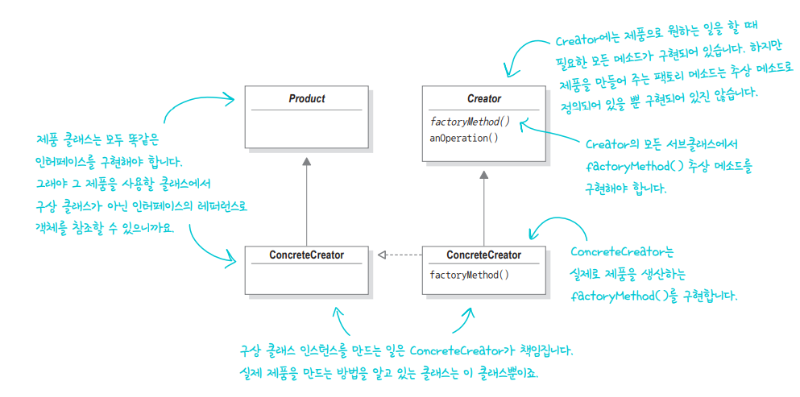 Creator에는 제품으로 원하는 일을 할 때
필요한 모든 메소드가 구현되어 있습니다. 하지만
제품을 만들어 주는 팩토리 메소드는 추상 메소드로
정의되어 있을 뿐 구현되어 있진 않습니다.
Product
Creator
factoryMethod()
anOperation()
제품 클래스는 모두 똑같은
인터페이스를 구현해야 합니다.
그래야 그 제품을 사용할 클래스에서
구상 클래스가 아닌 인터페이스의 레퍼런스로
객체를 참조할 수 있으니까요.
Creator의 모든 서브클래스에서
factoryMethod() 추상 메소드를
구현해야 합니다.
ConcreteCreator
ConcreteCreator
factoryMethod()
ConcreteCreator는
실제로 제품을 생산하는
factoryMethod()를 구현합니다.
구상 클래스 인스턴스를 만드는 일은 ConcreteCreator가 책임집니다.
실제 제품을 만드는 방법을 알고 있는 클래스는 이 클래스뿐이죠.